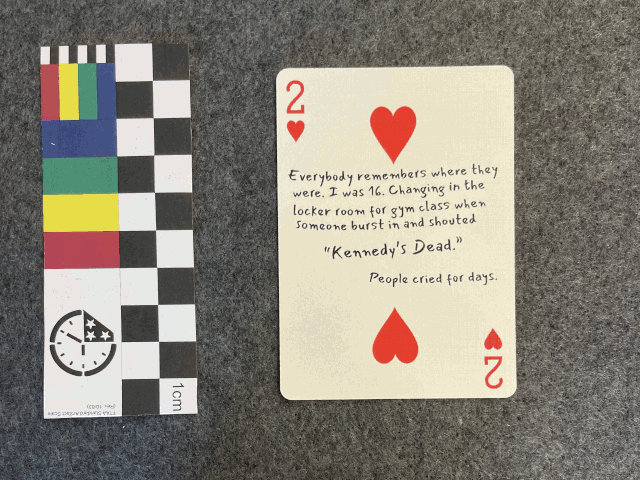 2
Everybody remembers where they
were. I was 16. Changing in the
locker room for gym class when
someone burst in and shouted
"Kennedy's Dead."
People cried for days.
2
1cm